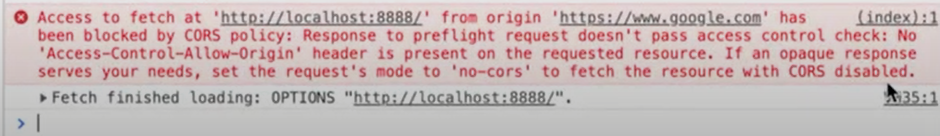 Access to fetch at 'http://localhost:8888/' from origin 'https://www.google.com' has (index):1
been blocked by CORS policy: Response to preflight request doesn't pass access control check: No
'Access-Control-Allow-Origin' header is present on the requested resource. If an opaque response
serves your needs, set the request's mode to 'no-cors' to fetch the resource with CORS disabled.
Fetch finished loading: OPTIONS "http://localhost:8888/".